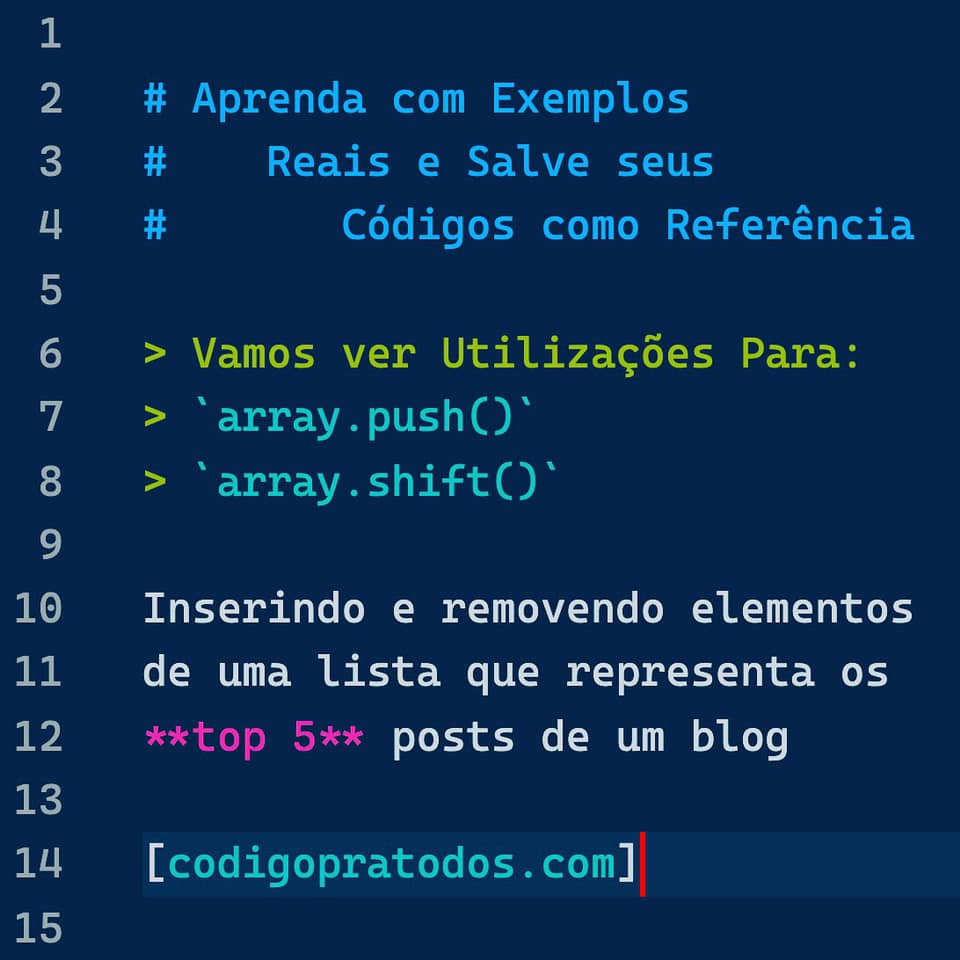 1
2 # Aprenda com Exemplos
3 #    Reais e Salve seus
4 #       Códigos como Referência
5
6 > Vamos ver Utilizações Para:
7 > `array.push()`
8 > `array.shift()`
9
10 Inserindo e removendo elementos
11 de uma lista que representa os
12 **top 5** posts de um blog
13
14 [codigopratodos.com]
15